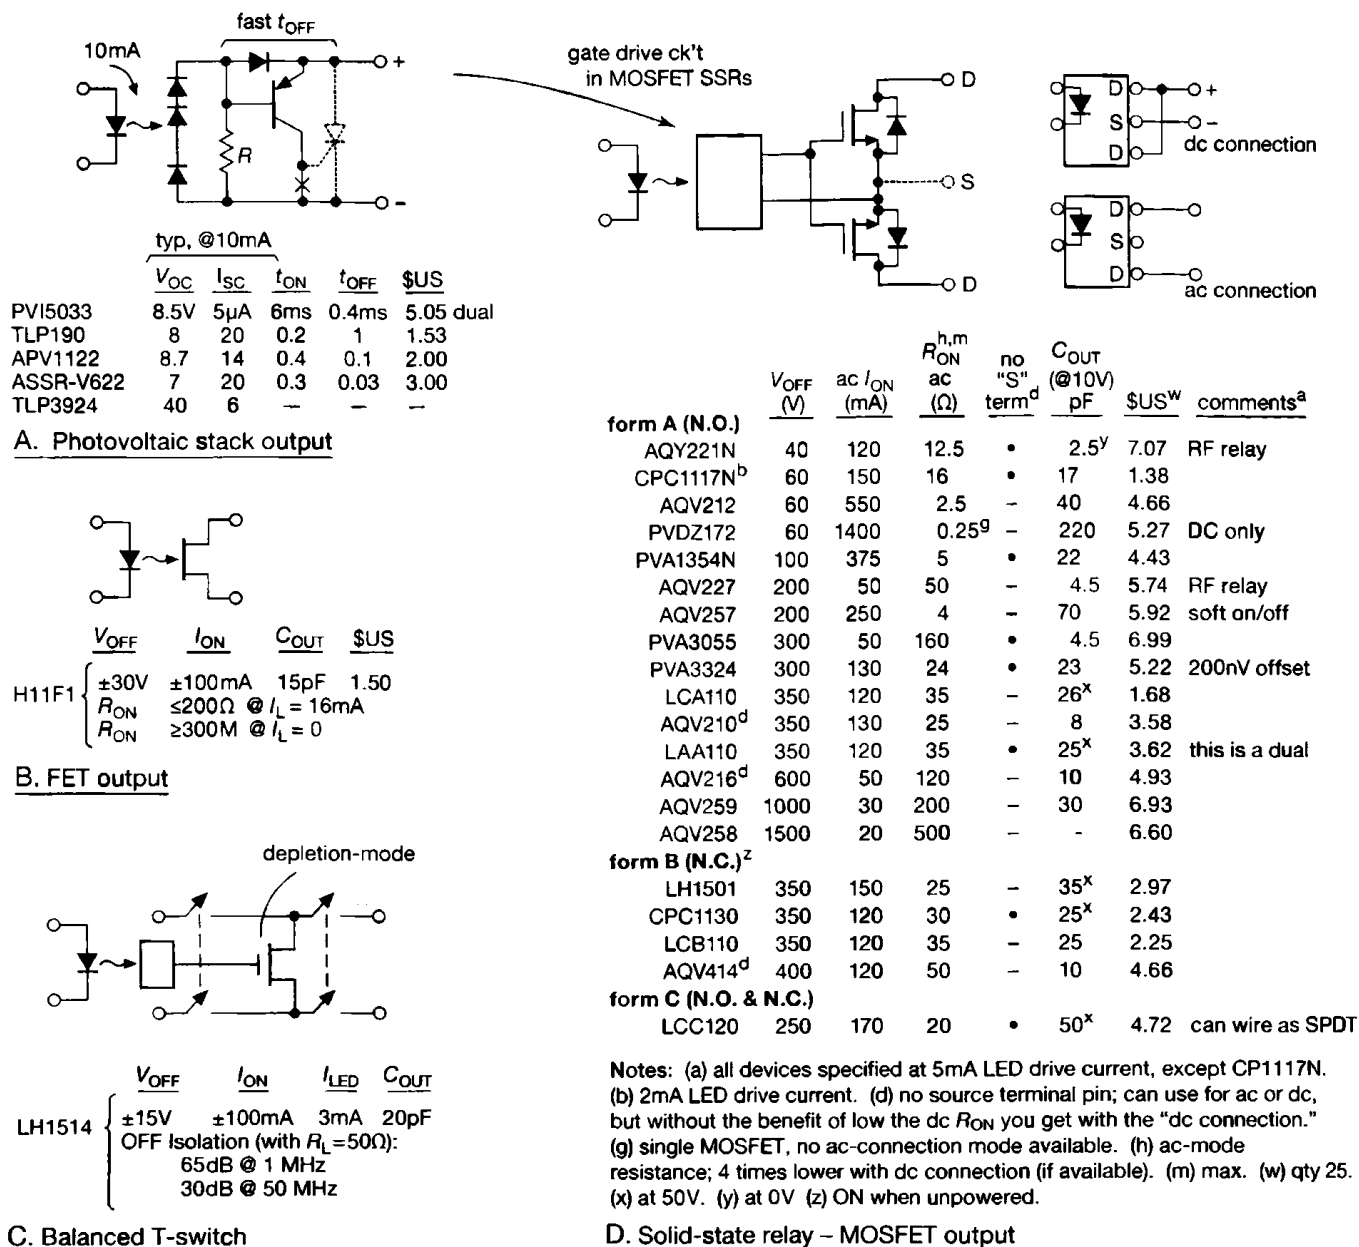 fast tOFF
10mA
+
R
-
typ, @10mA
VOC ISC tON tOFF $US
PVI5033 8.5V 5µA 6ms 0.4ms 5.05 dual
TLP190 8 20 0.2 1 1.53
APV1122 8.7 14 0.4 0.1 2.00
ASSR-V622 7 20 0.3 0.03 3.00
TLP3924 40 6 – – –
A. Photovoltaic stack output
VOFF ION COUT $US
H11F1 ±30V ±100mA 15pF 1.50
RON ≤200Ω @ IL = 16mA
RON ≥300M @ IL = 0
B. FET output
depletion-mode
VOFF ION ILED COUT
LH1514 ±15V ±100mA 3mA 20pF
OFF Isolation (with RL=50Ω):
65dB @ 1 MHz
30dB @ 50 MHz
C. Balanced T-switch
gate drive ck't
in MOSFET SSRs
D
S
D
D +
S -
D
dc connection
D
S
D
ac connection
VOFF (V) ac ION (mA) RON h,m ac (Ω) no "S" term d COUT (@10V) pF $US w comments a
form A (N.O.)
AQY221N 40 120 12.5 • 2.5y 7.07 RF relay
CPC1117N b 60 150 16 • 17 1.38
AQV212 60 550 2.5 – 40 4.66
PVDZ172 60 1400 0.25g – 220 5.27 DC only
PVA1354N 100 375 5 • 22 4.43
AQV227 200 50 50 – 4.5 5.74 RF relay
AQV257 200 250 4 – 70 5.92 soft on/off
PVA3055 300 50 160 • 4.5 6.99
PVA3324 300 130 24 • 23 5.22 200nV offset
LCA110 350 120 35 – 26x 1.68
AQV210 d 350 130 25 – 8 3.58
LAA110 350 120 35 • 25x 3.62 this is a dual
AQV216 d 600 50 120 – 10 4.93
AQV259 1000 30 200 – 30 6.93
AQV258 1500 20 500 – - 6.60
form B (N.C.)z
LH1501 350 150 25 – 35x 2.97
CPC1130 350 120 30 • 25x 2.43
LCB110 350 120 35 – 25 2.25
AQV414 d 400 120 50 – 10 4.66
form C (N.O. & N.C.)
LCC120 250 170 20 • 50x 4.72 can wire as SPDT
Notes: (a) all devices specified at 5mA LED drive current, except CP1117N.
(b) 2mA LED drive current. (d) no source terminal pin; can use for ac or dc,
but without the benefit of low the dc RON you get with the "dc connection."
(g) single MOSFET, no ac-connection mode available. (h) ac-mode
resistance; 4 times lower with dc connection (if available). (m) max. (w) qty 25.
(x) at 50V. (y) at 0V (z) ON when unpowered.
D. Solid-state relay – MOSFET output